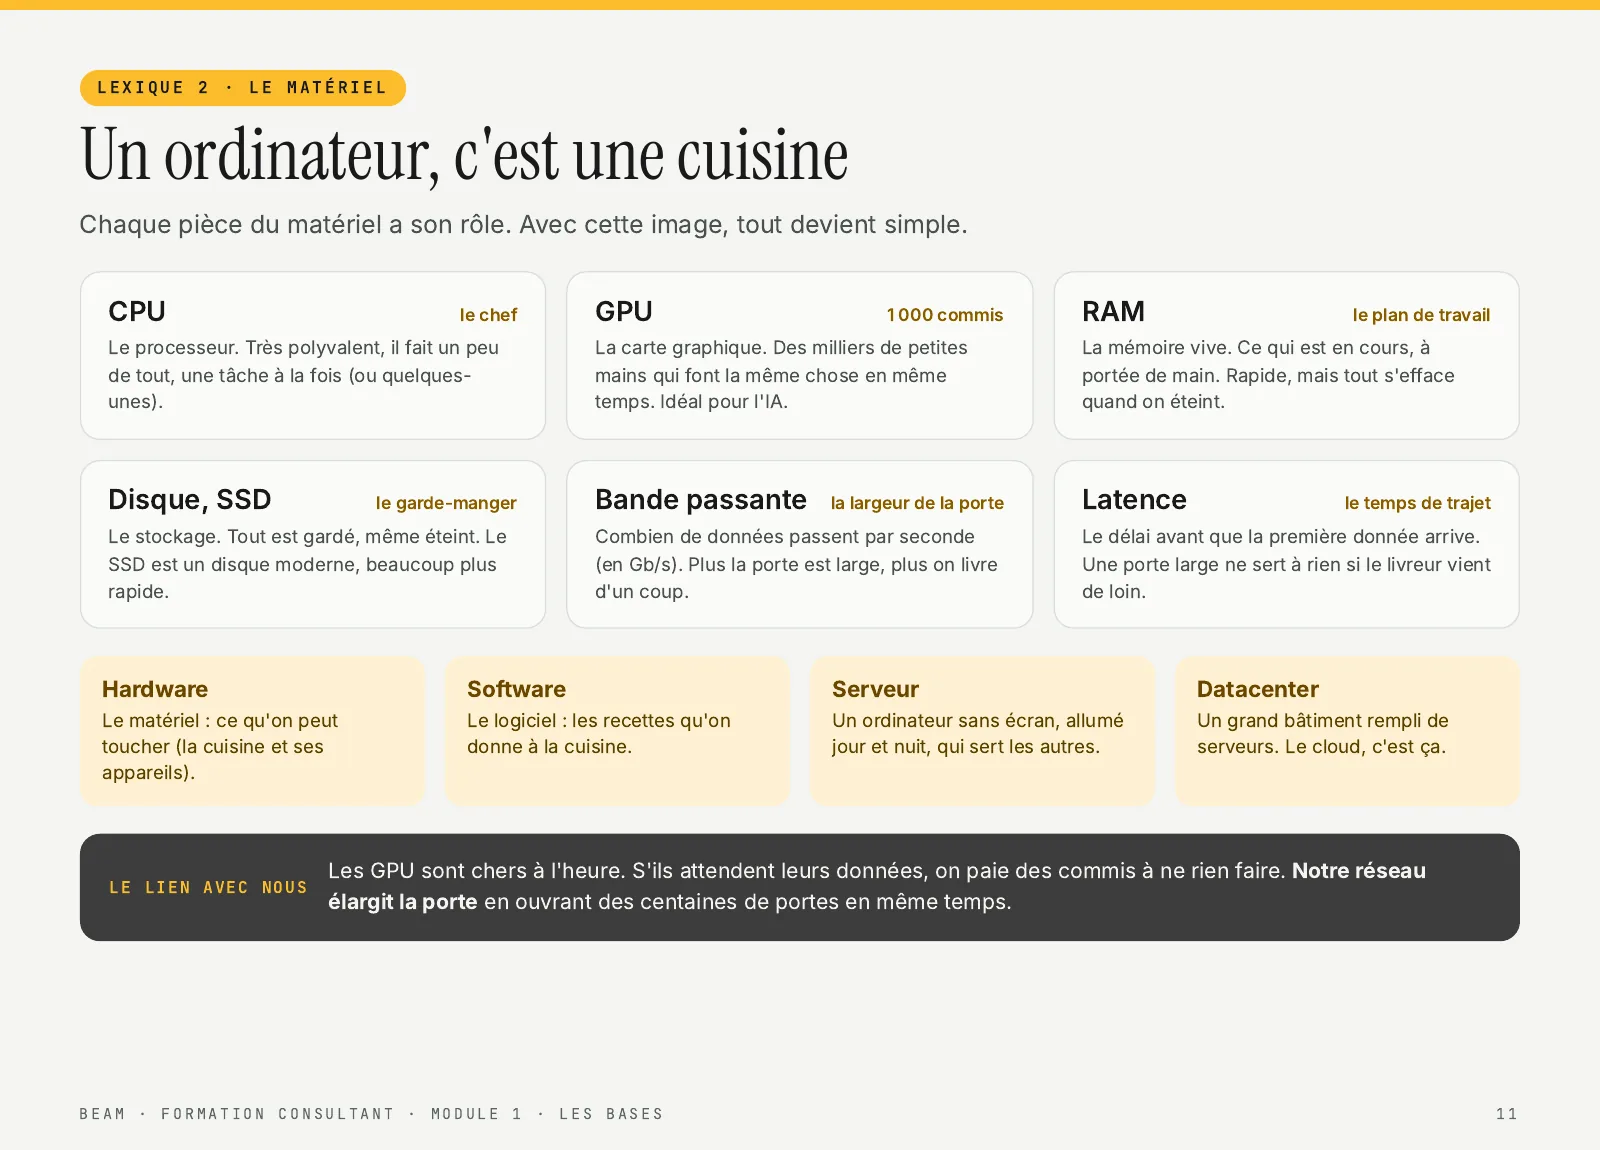 LEXIQUE 2 · LE MATÉRIEL
Un ordinateur, c'est une cuisine
Chaque pièce du matériel a son rôle. Avec cette image, tout devient simple.
CPU
le chef
Le processeur. Très polyvalent, il fait un peu
de tout, une tâche à la fois (ou quelques-
unes).
GPU
1 000 commis
La carte graphique. Des milliers de petites
mains qui font la même chose en même
temps. Idéal pour l'IA.
RAM
le plan de travail
La mémoire vive. Ce qui est en cours, à
portée de main. Rapide, mais tout s'efface
quand on éteint.
Disque, SSD
le garde-manger
Le stockage. Tout est gardé, même éteint. Le
SSD est un disque moderne, beaucoup plus
rapide.
Bande passante
la largeur de la porte
Combien de données passent par seconde
(en Gb/s). Plus la porte est large, plus on livre
d'un coup.
Latence
le temps de trajet
Le délai avant que la première donnée arrive.
Une porte large ne sert à rien si le livreur vient
de loin.
Hardware
Le matériel : ce qu'on peut
toucher (la cuisine et ses
appareils).
Software
Le logiciel : les recettes qu'on
donne à la cuisine.
Serveur
Un ordinateur sans écran, allumé
jour et nuit, qui sert les autres.
Datacenter
Un grand bâtiment rempli de
serveurs. Le cloud, c'est ça.
LE LIEN AVEC NOUS
Les GPU sont chers à l'heure. S'ils attendent leurs données, on paie des commis à ne rien faire. Notre réseau
élargit la porte en ouvrant des centaines de portes en même temps.
BEAM · FORMATION CONSULTANT · MODULE 1 · LES BASES
11